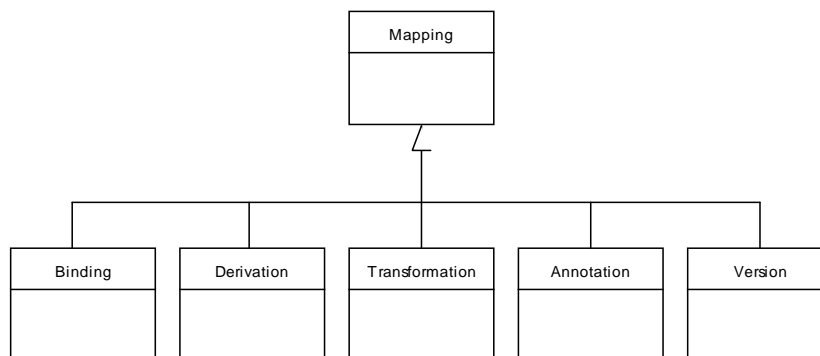 Mapping
Binding
Derivation
Transformation
Annotation
Version